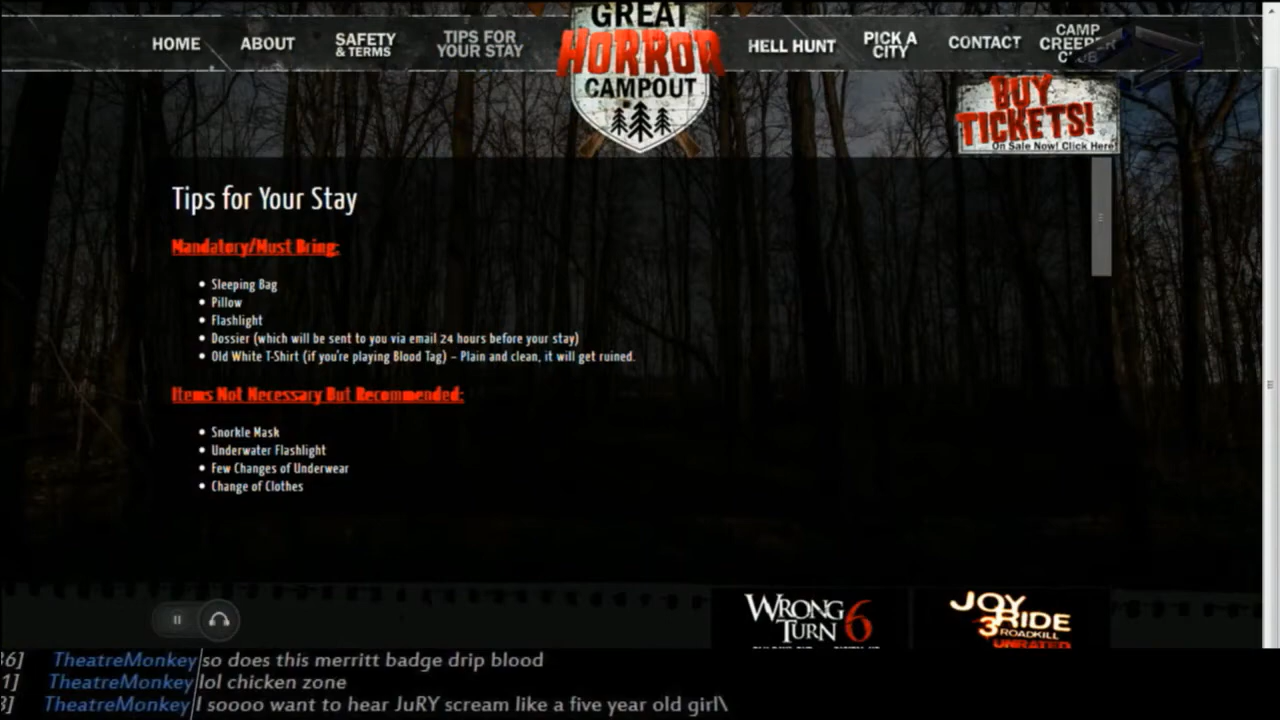 GREAT
HORROR
CAMPOUT
HOME
ABOUT
SAFETY
& TERMS
TIPS FOR
YOUR STAY
HELL HUNT
PICK A
CITY
CONTACT
CAMP
CREEPER
CLUB
BUY
TICKETS!
On Sale Now! Click Here!
Tips for Your Stay
Mandatory/Must Bring:
• Sleeping Bag
• Pillow
• Flashlight
• Dossier (which will be sent to you via email 24 hours before your stay)
• Old White T-Shirt (if you're playing Blood Tag) – Plain and clean, it will get ruined.
Items Not Necessary But Recommended:
• Snorkle Mask
• Underwater Flashlight
• Few Changes of Underwear
• Change of Clothes
WRONG
TURN 6
JOY
RIDE
3 ROADKILL
UNRATED
36] TheatreMonkey so does this merritt badge drip blood
1] TheatreMonkey lol chicken zone
3] TheatreMonkey I soooo want to hear JuRY scream like a five year old girl\